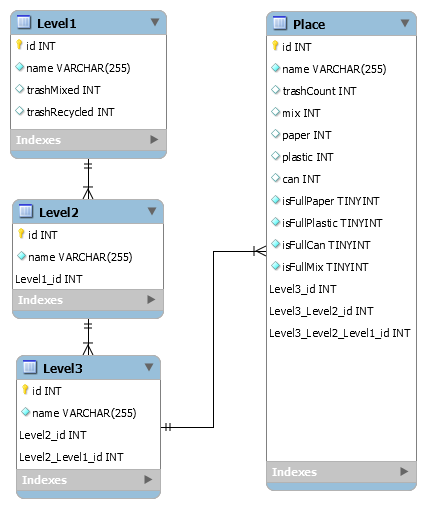 Level1
id INT
name VARCHAR(255)
trashMixed INT
trashRecycled INT
Indexes
Level2
id INT
name VARCHAR(255)
Level1_id INT
Indexes
Level3
id INT
name VARCHAR(255)
Level2_id INT
Level2_Level1_id INT
Indexes
Place
id INT
name VARCHAR(255)
trashCount INT
mix INT
paper INT
plastic INT
can INT
isFullPaper TINYINT
isFullPlastic TINYINT
isFullCan TINYINT
isFullMix TINYINT
Level3_id INT
Level3_Level2_id INT
Level3_Level2_Level1_id INT
Indexes